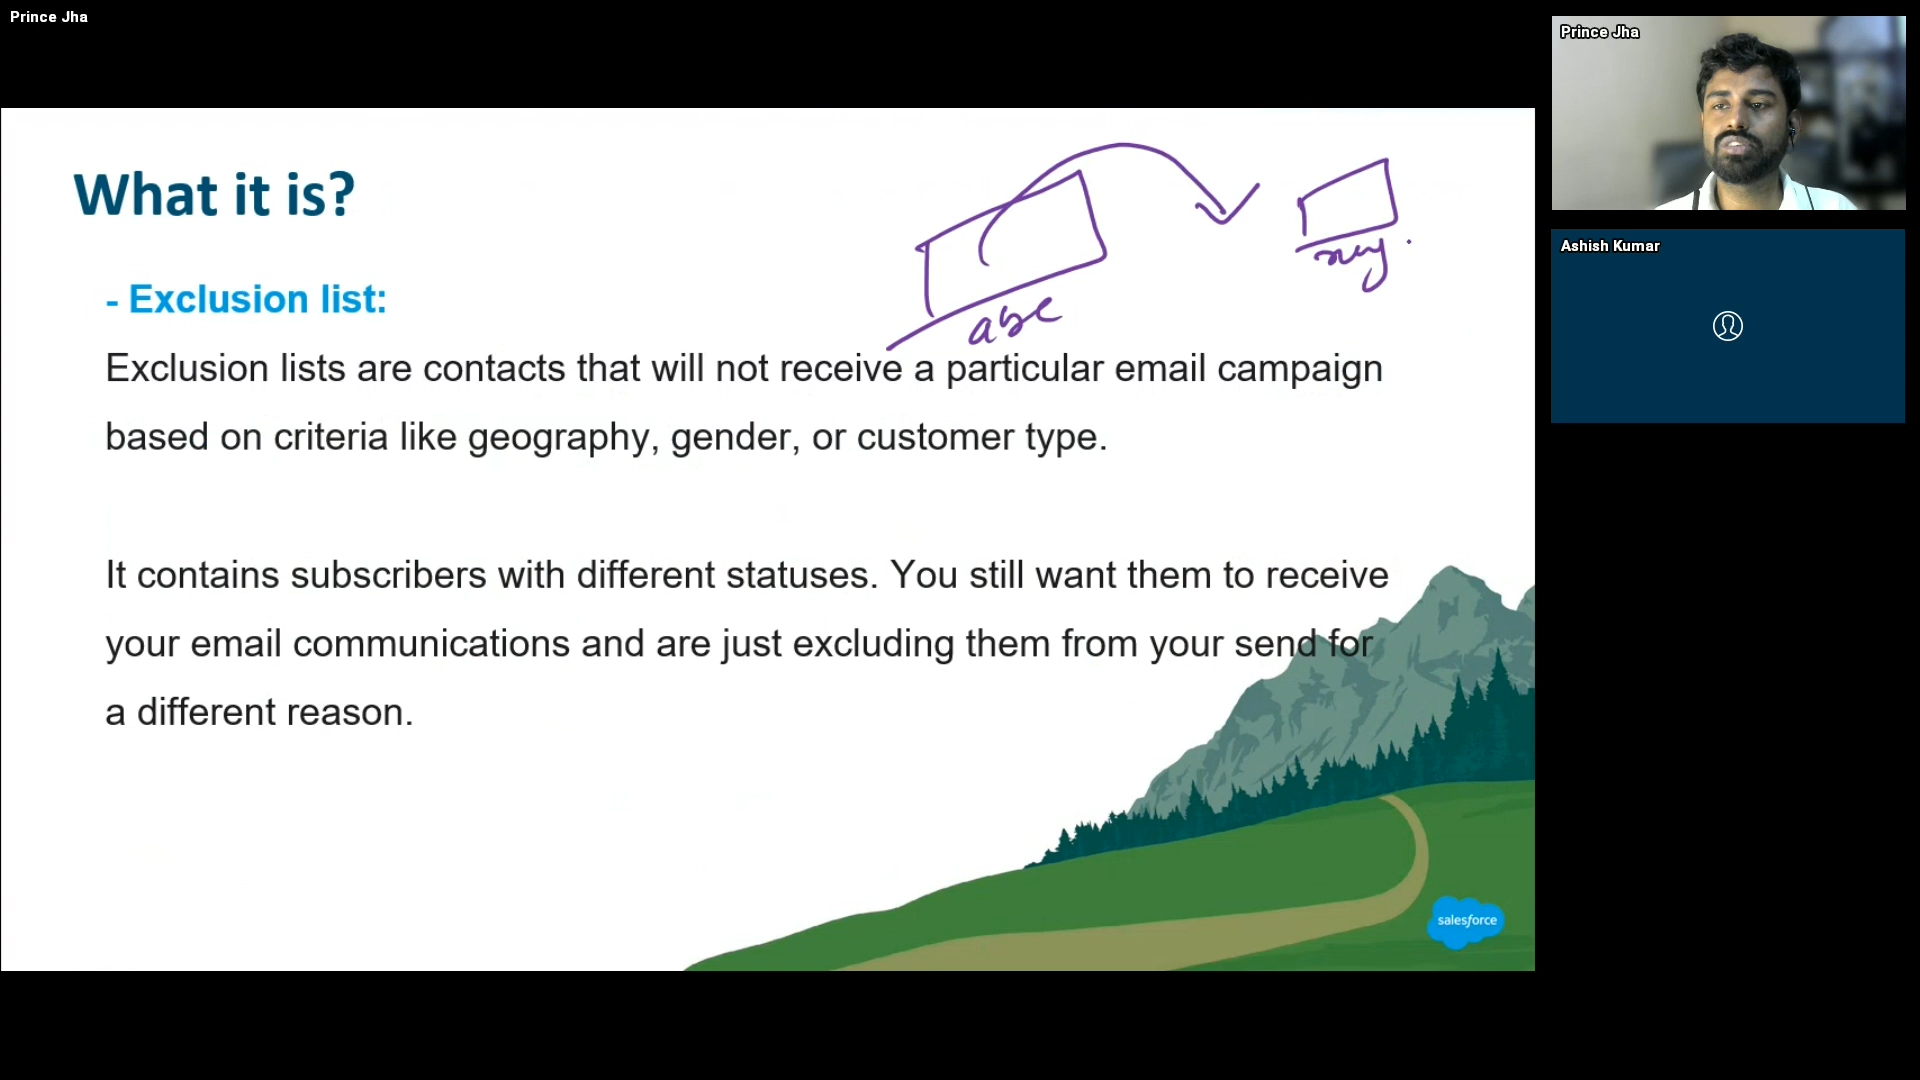 Prince Jha
Prince Jha
Ashish Kumar
What it is?
- Exclusion list:
abc
Exclusion lists are contacts that will not receive a particular email campaign
based on criteria like geography, gender, or customer type.
It contains subscribers with different statuses. You still want them to receive
your email communications and are just excluding them from your send for
a different reason.
salesforce